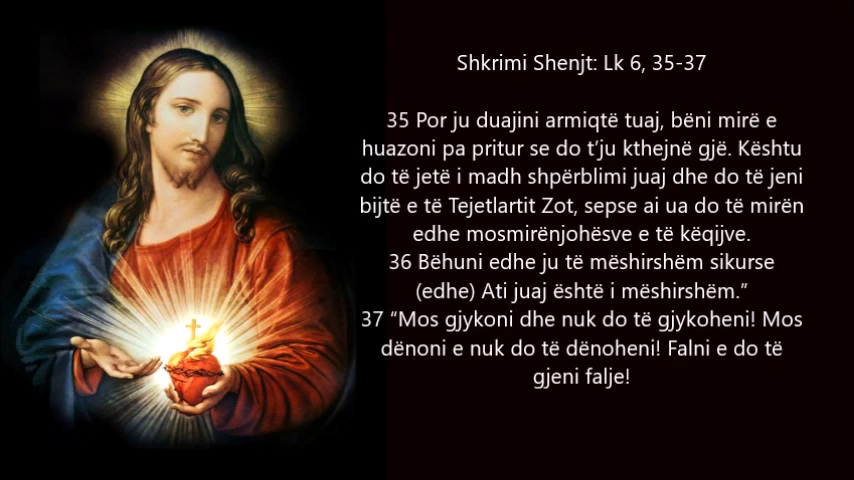 Shkrimi Shenjt: Lk 6, 35-37
35 Por ju duajini armiqtë tuaj, bëni mirë e
huazoni pa pritur se do t’ju kthejnë gjë. Kështu
do të jetë i madh shpërblimi juaj dhe do të jeni
bijtë e të Tejetlartit Zot, sepse ai ua do të mirën
edhe mosmirënjohësve e të këqijve.
36 Bëhuni edhe ju të mëshirshëm sikurse
(edhe) Ati juaj është i mëshirshëm.”
37 “Mos gjykoni dhe nuk do të gjykoheni! Mos
dënoni e nuk do të dënoheni! Falni e do të
gjeni falje!